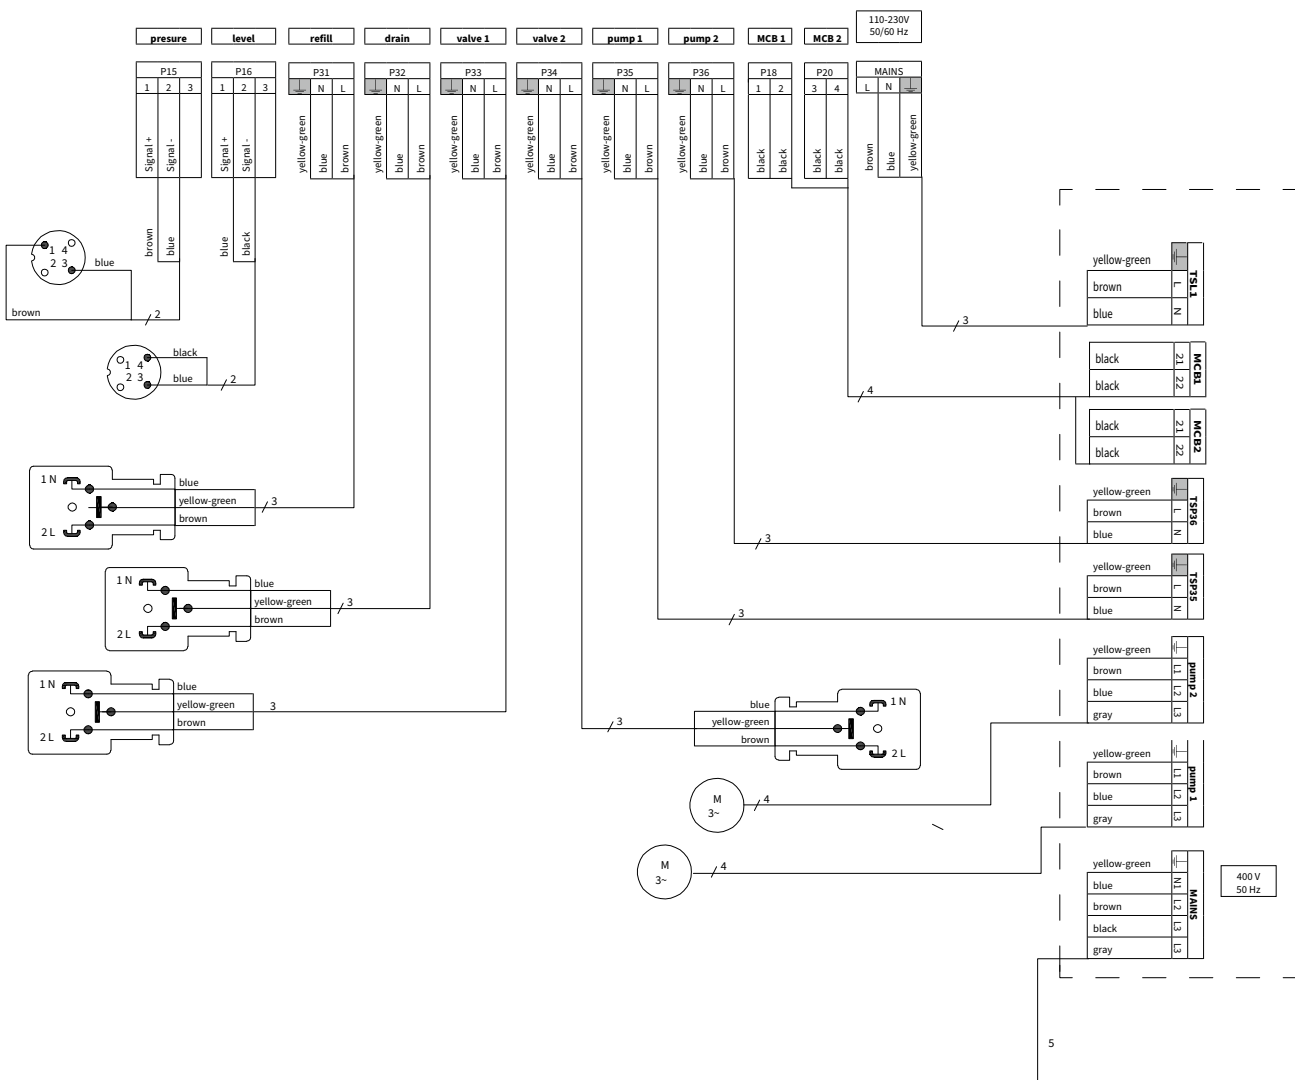 110-230V
50/60 Hz
presure level refill drain valve 1 valve 2 pump 1 pump 2 MCB 1 MCB 2
P15 P16 P31 P32 P33 P34 P35 P36 P18 P20 MAINS
1 2 3 1 2 3 N L N L N L N L N L N L 1 2 3 4 L N
Signal + Signal - Signal + Signal - yellow-green blue brown yellow-green blue brown yellow-green blue brown yellow-green blue brown yellow-green blue brown yellow-green blue brown black black black black brown blue yellow-green
brown blue blue black
1 4
2 3
blue
brown
2
black
1 4
2 3
blue
2
1 N
blue
yellow-green
3
brown
2 L
1 N
blue
yellow-green
3
brown
2 L
1 N
blue
yellow-green
3
brown
2 L
blue
1 N
3
yellow-green
brown
2 L
M
3~
4
M
3~
4
yellow-green
brown L TSL1
blue N
3
black 21 MCB1
black 22
4
black 21 MCB2
black 22
yellow-green
brown L TSP36
blue N
3
yellow-green
brown L TSP35
blue N
3
yellow-green
brown L1 pump 2
blue L2
gray L3
yellow-green
brown L1 pump 1
blue L2
gray L3
yellow-green
blue N1
brown L2 MAINS
black L3
gray L3
400 V
50 Hz
5